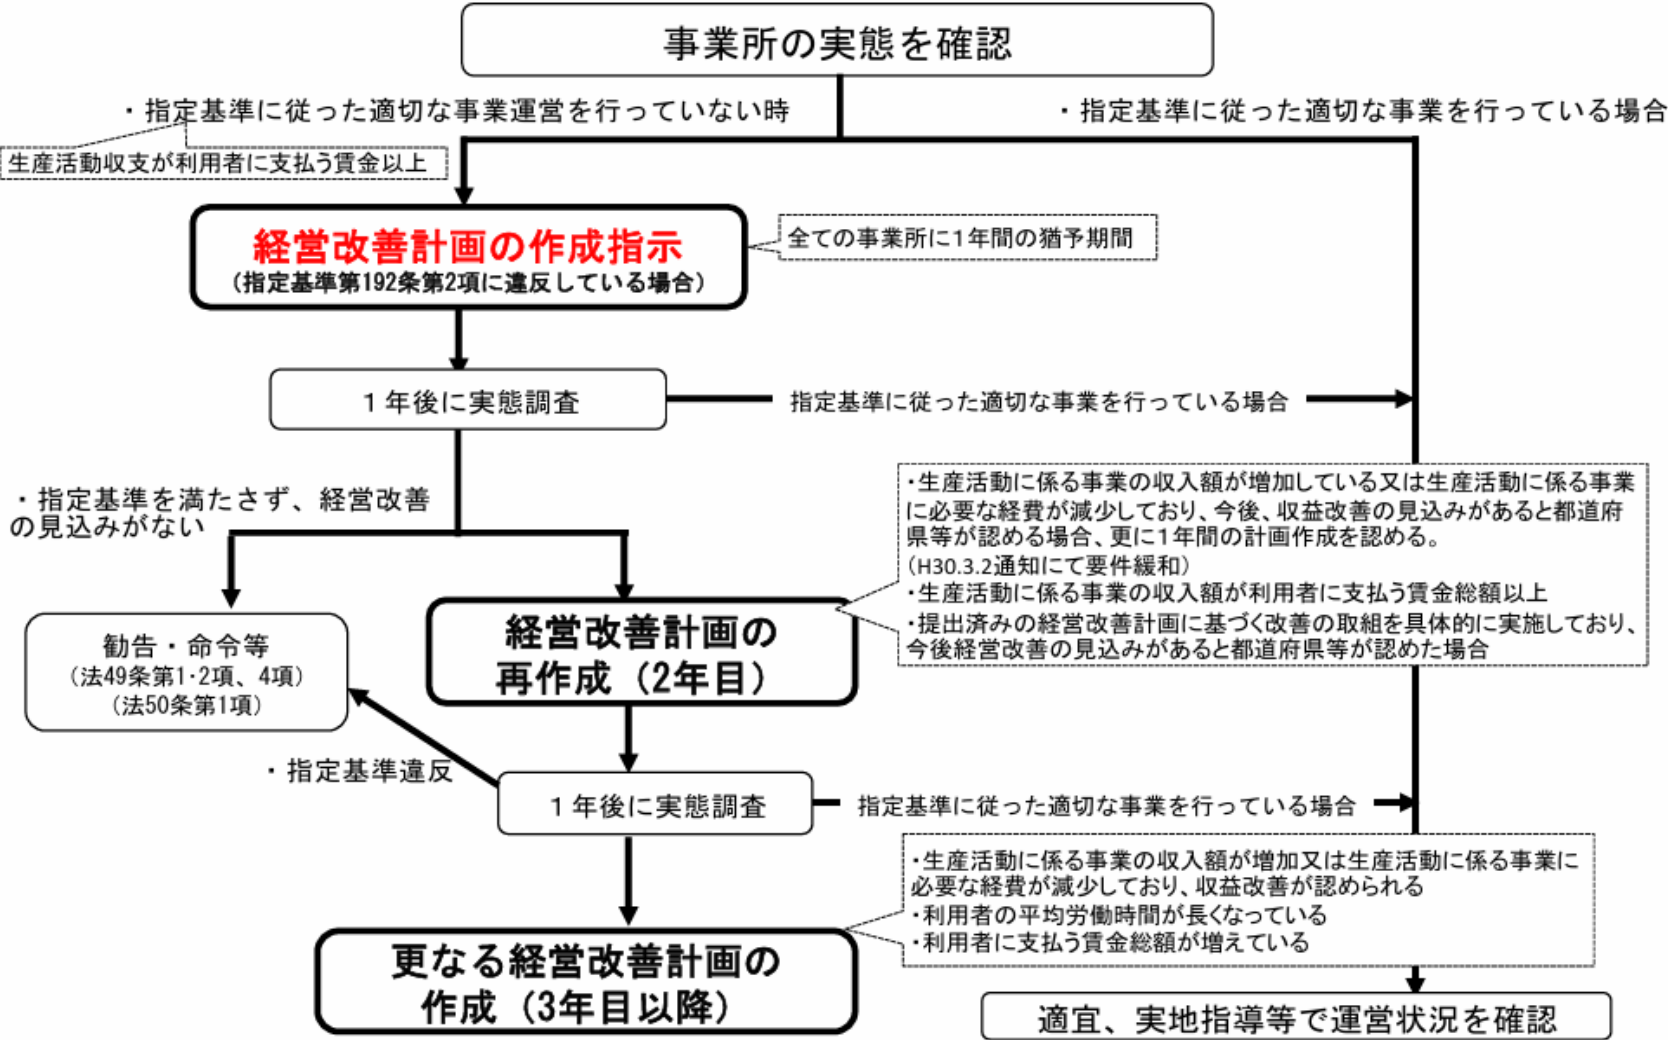 事業所の実態を確認
・指定基準に従った適切な事業運営を行っていない時
・指定基準に従った適切な事業を行っている場合
生産活動収支が利用者に支払う賃金以上
経営改善計画の作成指示
（指定基準第192条第2項に違反している場合）
全ての事業所に1年間の猶予期間
１年後に実態調査
指定基準に従った適切な事業を行っている場合
・指定基準を満たさず、経営改善
の見込みがない
・生産活動に係る事業の収入額が増加している又は生産活動に係る事業
に必要な経費が減少しており、今後、収益改善の見込みがあると都道府
県等が認める場合、更に1年間の計画作成を認める。
（H30.3.2通知にて要件緩和）
・生産活動に係る事業の収入額が利用者に支払う賃金総額以上
・提出済みの経営改善計画に基づく改善の取組を具体的に実施しており、
今後経営改善の見込みがあると都道府県等が認めた場合
勧告・命令等
（法49条第1･2項、4項）
（法50条第1項）
経営改善計画の
再作成（2年目）
・指定基準違反
１年後に実態調査
指定基準に従った適切な事業を行っている場合
・生産活動に係る事業の収入額が増加又は生産活動に係る事業に
必要な経費が減少しており、収益改善が認められる
・利用者の平均労働時間が長くなっている
・利用者に支払う賃金総額が増えている
更なる経営改善計画の
作成（3年目以降）
適宜、実地指導等で運営状況を確認